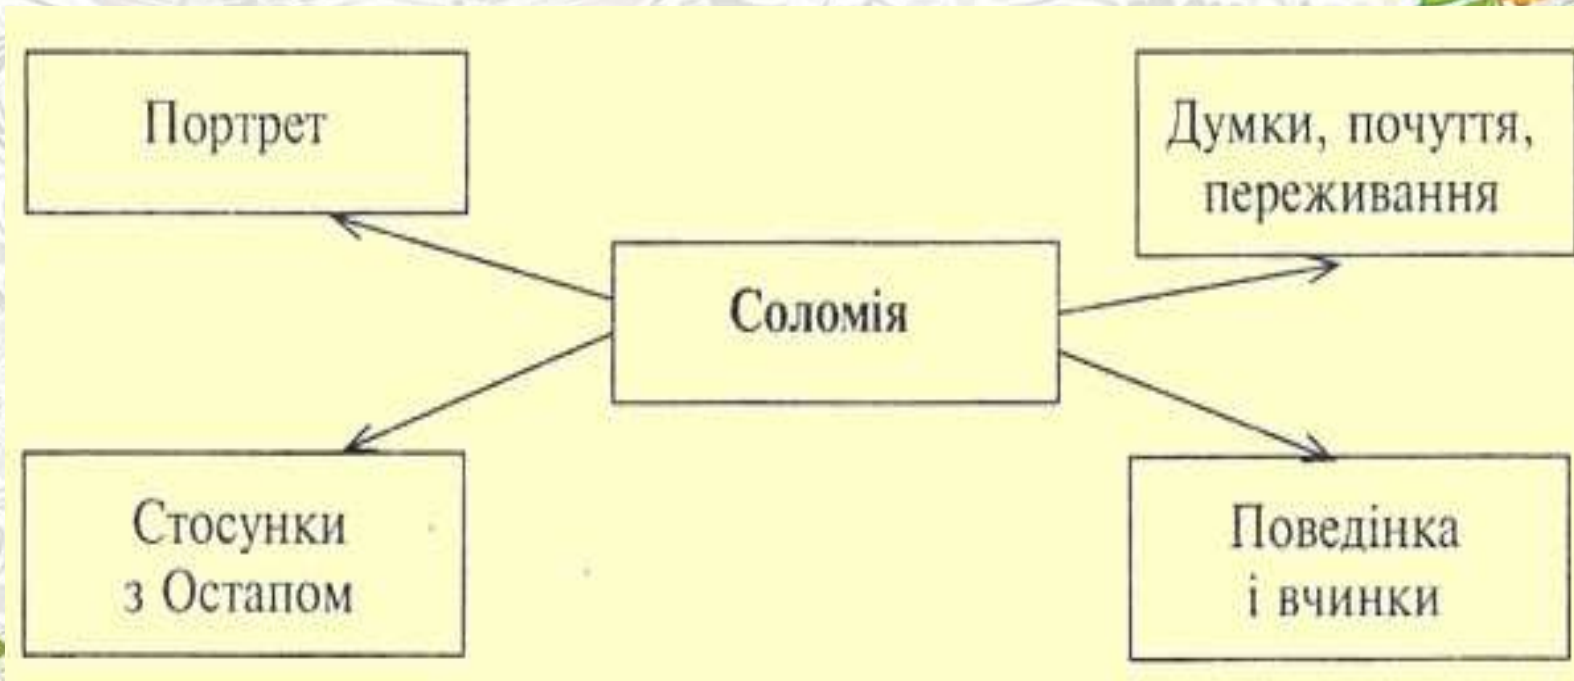 Портрет
Думки, почуття,
переживання
Соломія
Стосунки
з Остапом
Поведінка
і вчинки